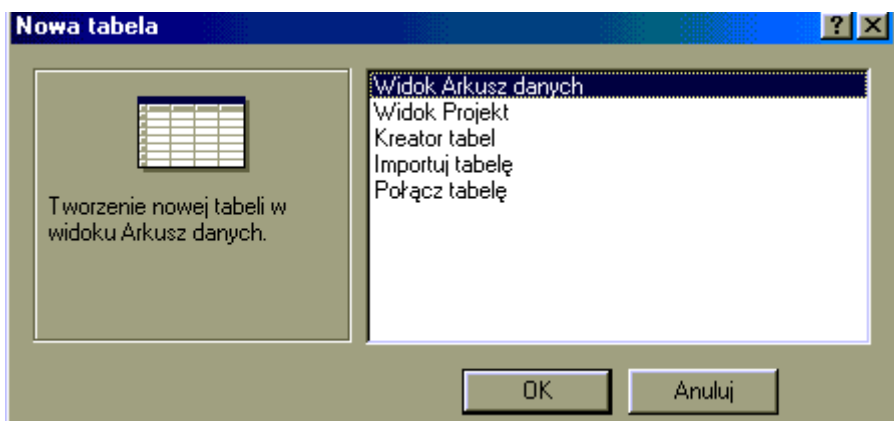 Nowa tabela
Widok Arkusz danych
Widok Projekt
Kreator tabel
Importuj tabelę
Połącz tabelę
Tworzenie nowej tabeli w
widoku Arkusz danych.
OK
Anuluj